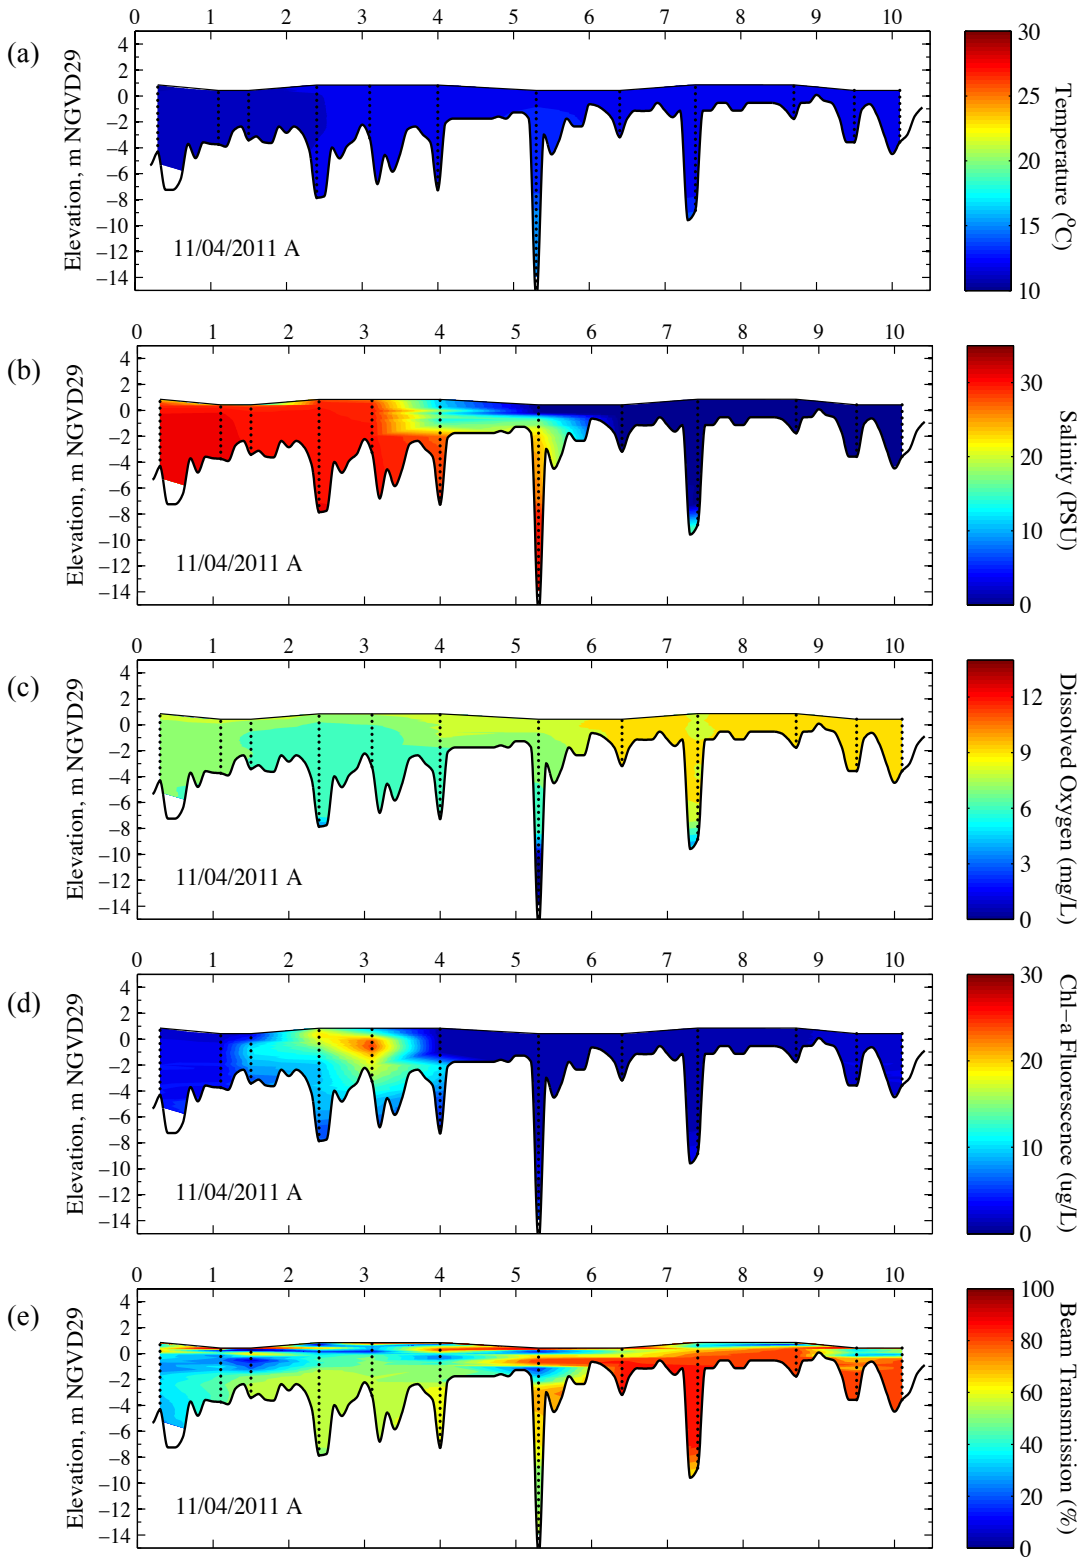 0 1 2 3 4 5 6 7 8 9 10
(a)
Elevation, m NGVD29
4
2
0
−2
−4
−6
−8
−10
−12
−14
11/04/2011 A
30
25
20
15
10
Temperature (°C)
0 1 2 3 4 5 6 7 8 9 10
(b)
Elevation, m NGVD29
4
2
0
−2
−4
−6
−8
−10
−12
−14
11/04/2011 A
30
20
10
0
Salinity (PSU)
0 1 2 3 4 5 6 7 8 9 10
(c)
Elevation, m NGVD29
4
2
0
−2
−4
−6
−8
−10
−12
−14
11/04/2011 A
12
9
6
3
0
Dissolved Oxygen (mg/L)
0 1 2 3 4 5 6 7 8 9 10
(d)
Elevation, m NGVD29
4
2
0
−2
−4
−6
−8
−10
−12
−14
11/04/2011 A
30
20
10
0
Chl−a Fluorescence (ug/L)
0 1 2 3 4 5 6 7 8 9 10
(e)
Elevation, m NGVD29
4
2
0
−2
−4
−6
−8
−10
−12
−14
11/04/2011 A
100
80
60
40
20
0
Beam Transmission (%)